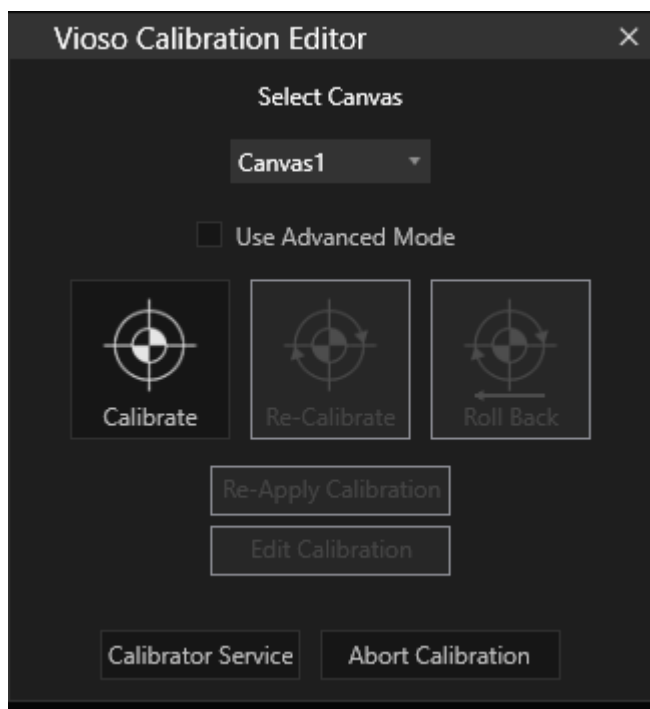 Vioso Calibration Editor
Select Canvas
Canvas1
Use Advanced Mode
Calibrate
Re-Calibrate
Roll Back
Re-Apply Calibration
Edit Calibration
Calibrator Service
Abort Calibration